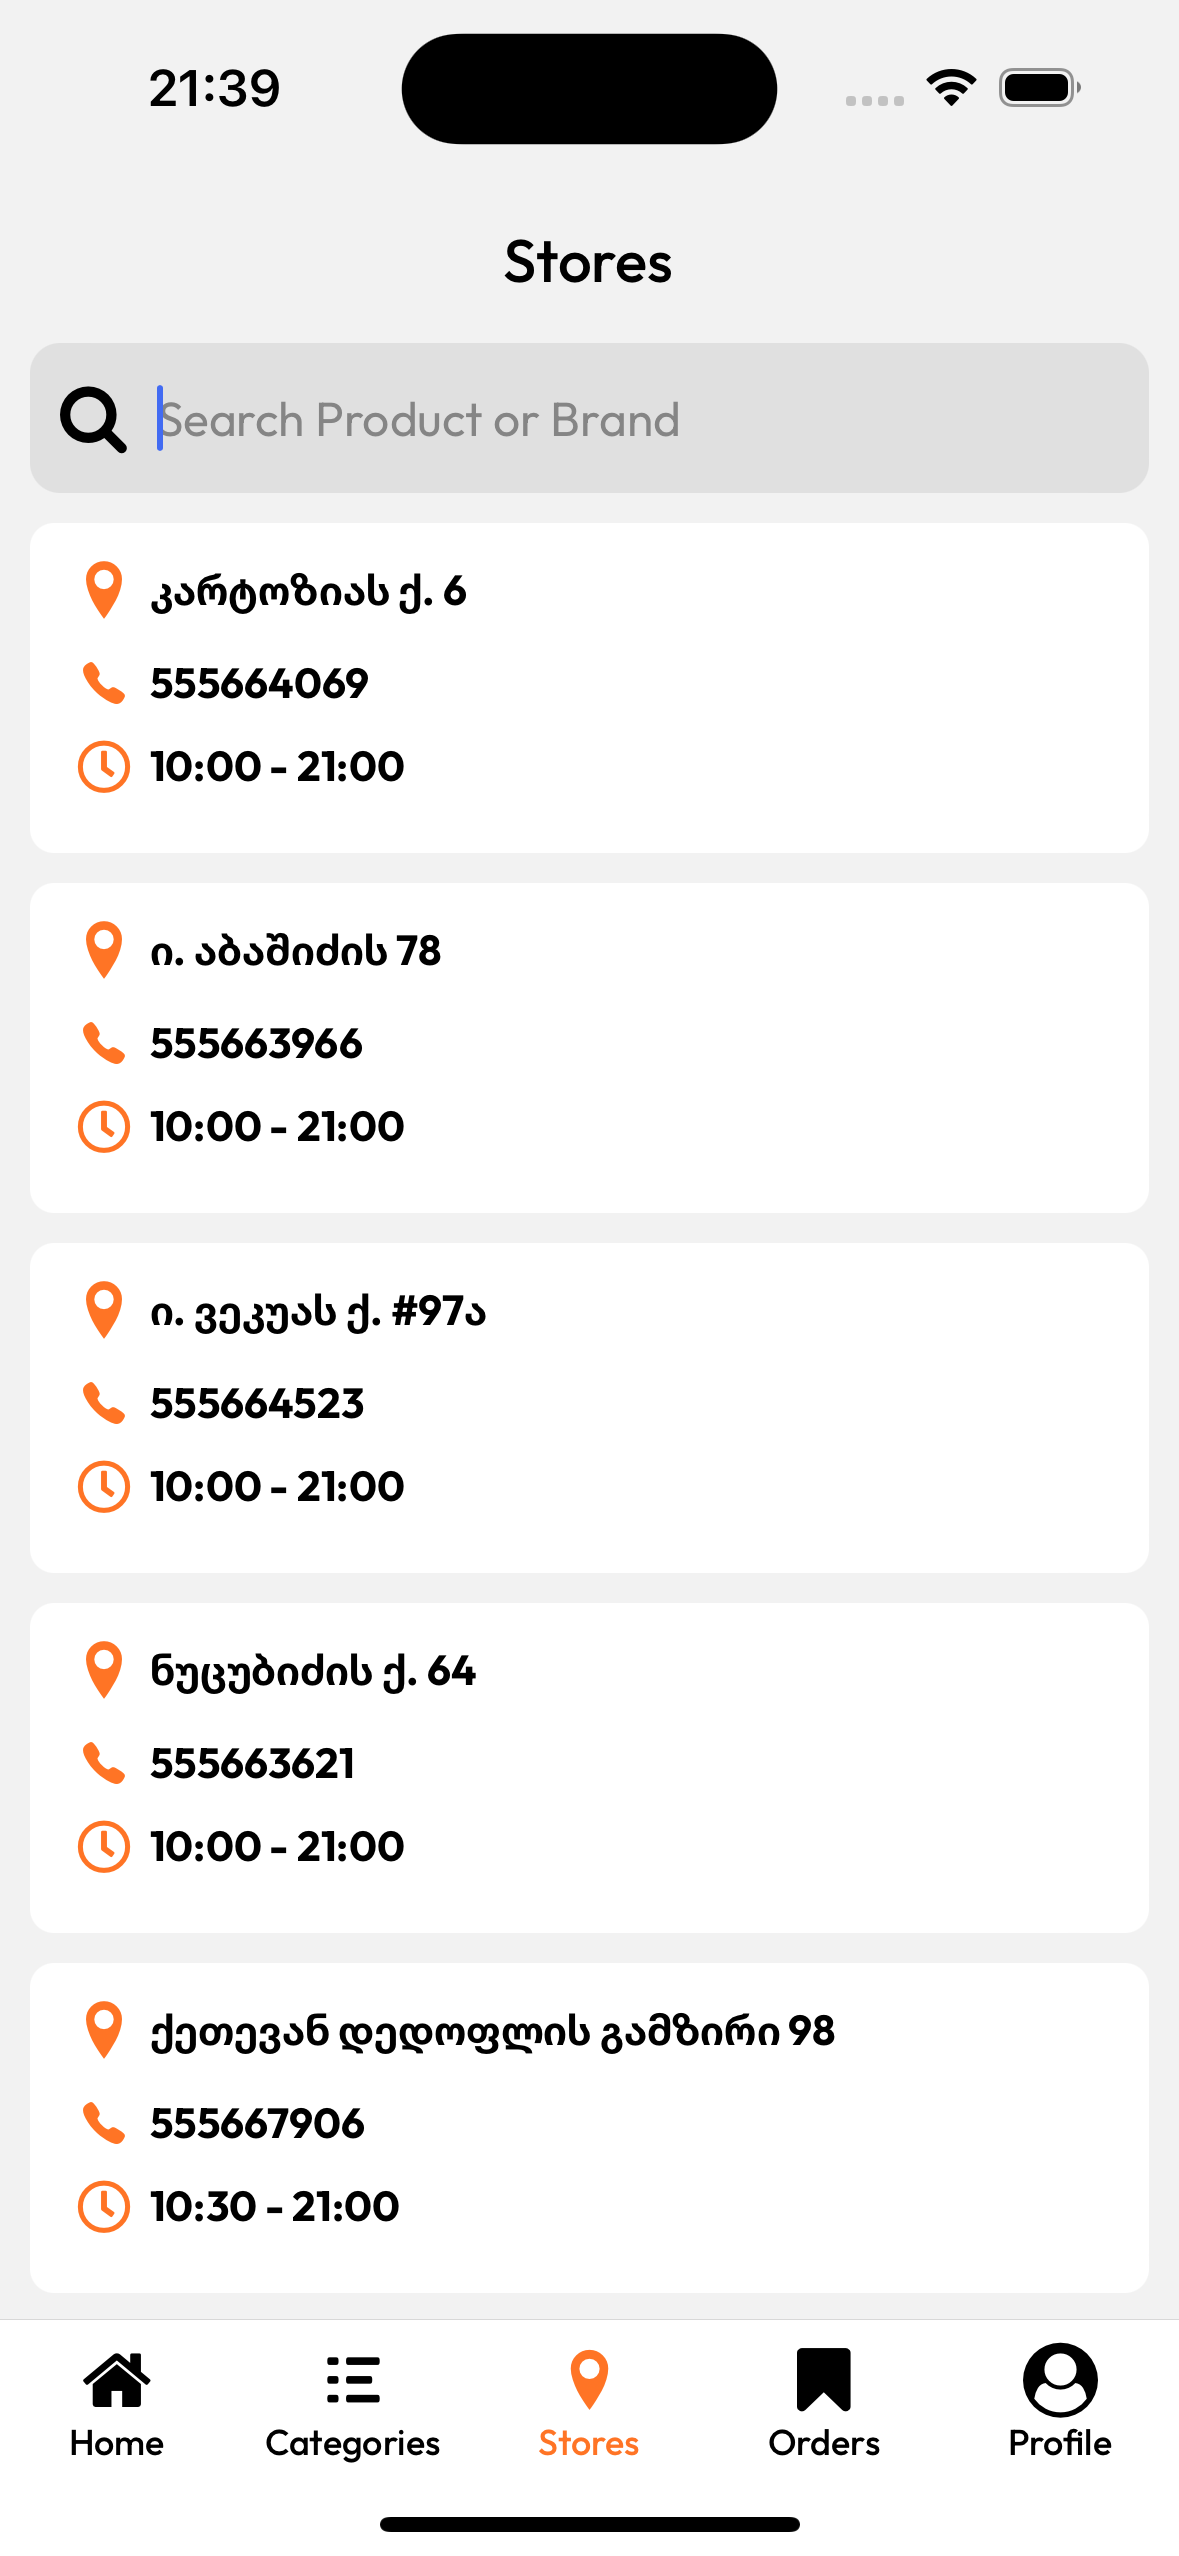 21:39
Stores
Search Product or Brand
კარტოზიას ქ. 6
555664069
10:00 - 21:00
ი. აბაშიძის 78
555663966
10:00 - 21:00
ი. ვეკუას ქ. #97ა
555664523
10:00 - 21:00
ნუცუბიძის ქ. 64
555663621
10:00 - 21:00
ქეთევან დედოფლის გამზირი 98
555667906
10:30 - 21:00
Home Categories Stores Orders Profile